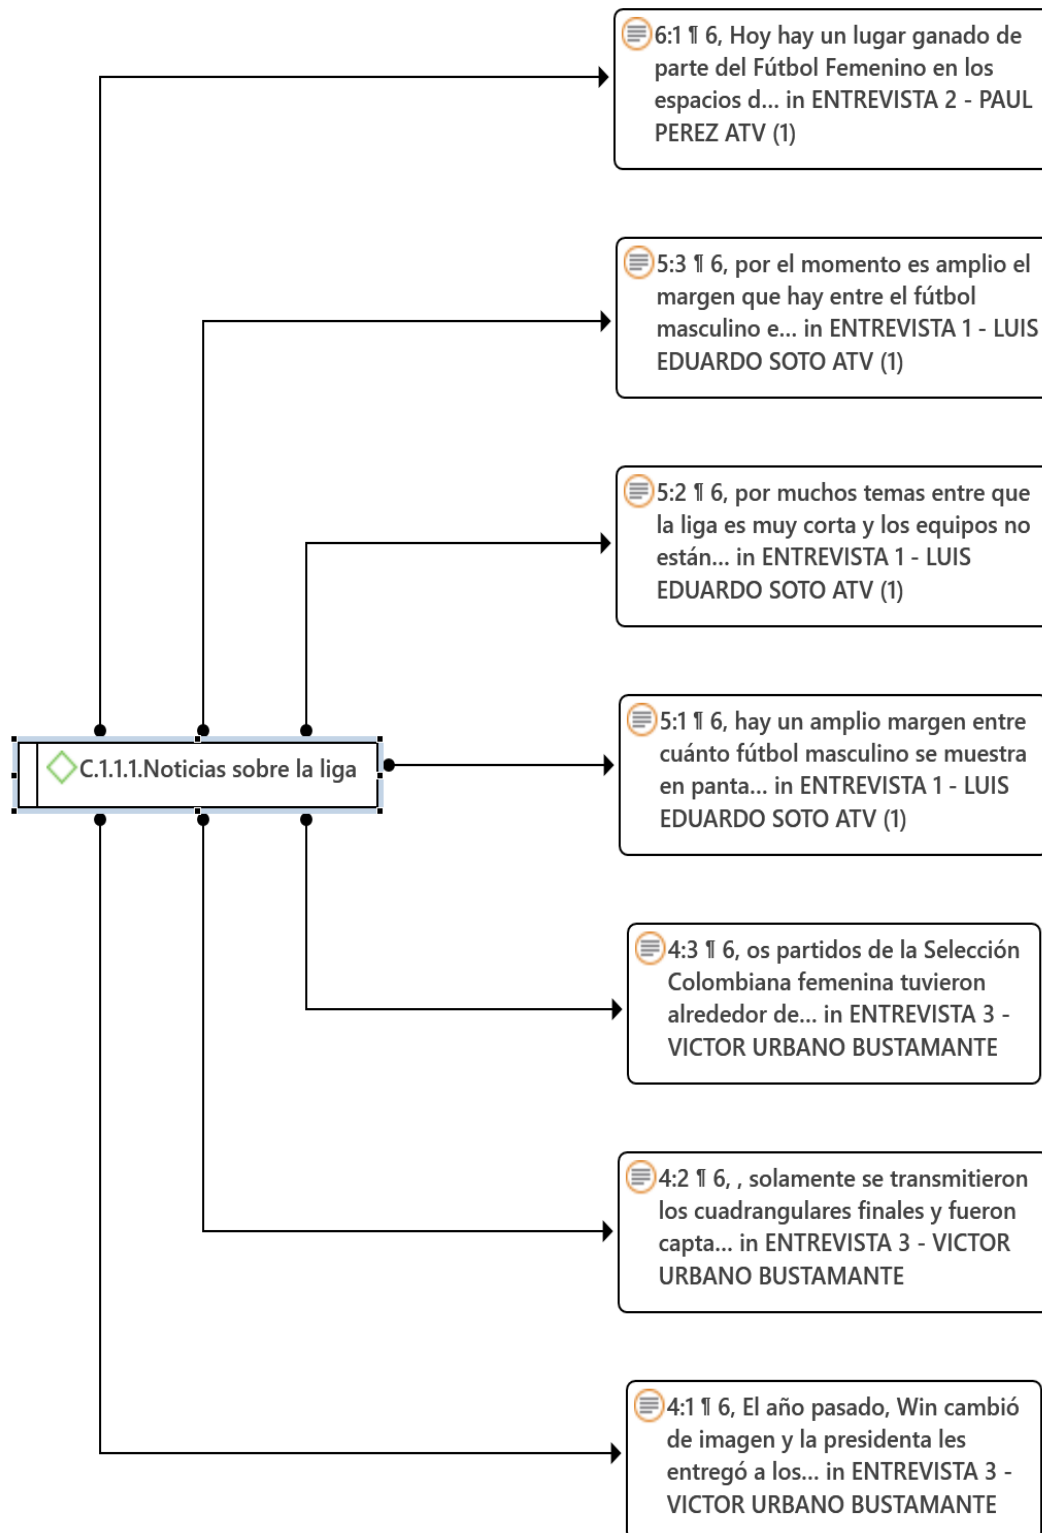 6:1 ¶ 6, Hoy hay un lugar ganado de
parte del Fútbol Femenino en los
espacios d... in ENTREVISTA 2 - PAUL
PEREZ ATV (1)
5:3 ¶ 6, por el momento es amplio el
margen que hay entre el fútbol
masculino e... in ENTREVISTA 1 - LUIS
EDUARDO SOTO ATV (1)
5:2 ¶ 6, por muchos temas entre que
la liga es muy corta y los equipos no
están... in ENTREVISTA 1 - LUIS
EDUARDO SOTO ATV (1)
C.1.1.1.Noticias sobre la liga
5:1 ¶ 6, hay un amplio margen entre
cuánto fútbol masculino se muestra
en panta... in ENTREVISTA 1 - LUIS
EDUARDO SOTO ATV (1)
4:3 ¶ 6, os partidos de la Selección
Colombiana femenina tuvieron
alrededor de... in ENTREVISTA 3 -
VICTOR URBANO BUSTAMANTE
4:2 ¶ 6, , solamente se transmitieron
los cuadrangulares finales y fueron
capta... in ENTREVISTA 3 - VICTOR
URBANO BUSTAMANTE
4:1 ¶ 6, El año pasado, Win cambió
de imagen y la presidenta les
entregó a los... in ENTREVISTA 3 -
VICTOR URBANO BUSTAMANTE